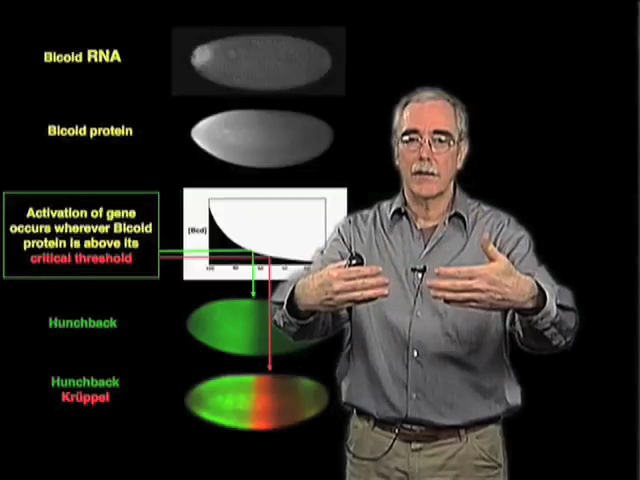 Bicoid RNA
Bicoid protein
Activation of gene
occurs wherever Bicoid
protein is above its
critical threshold
[Bcd]
100
Hunchback
Hunchback
Krüppel